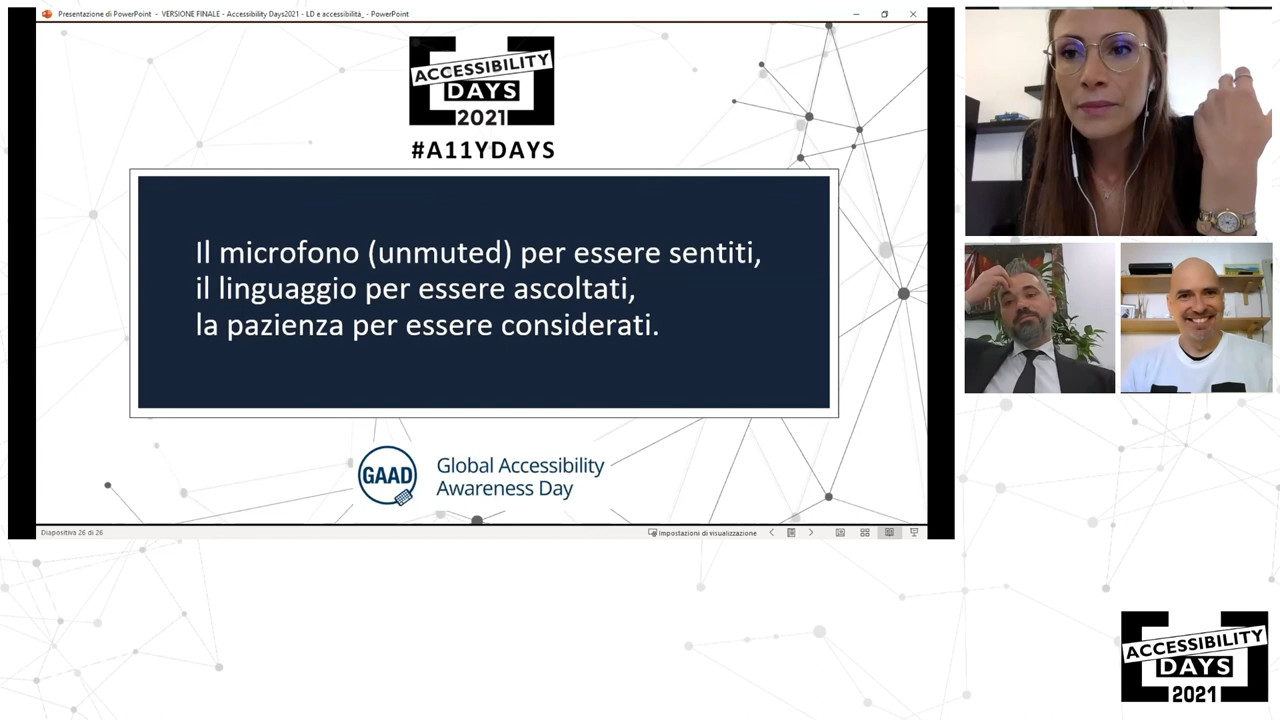 Presentazione di PowerPoint - VERSIONE FINALE - Accessibility Days2021 - LD e accessibilità_ - PowerPoint
ACCESSIBILITY
DAYS
2021
#A11YDAYS
Il microfono (unmuted) per essere sentiti,
il linguaggio per essere ascoltati,
la pazienza per essere considerati.
GAAD
Global Accessibility
Awareness Day
Diapositiva 26 di 26
Impostazioni di visualizzazione
ACCESSIBILITY
DAYS
2021